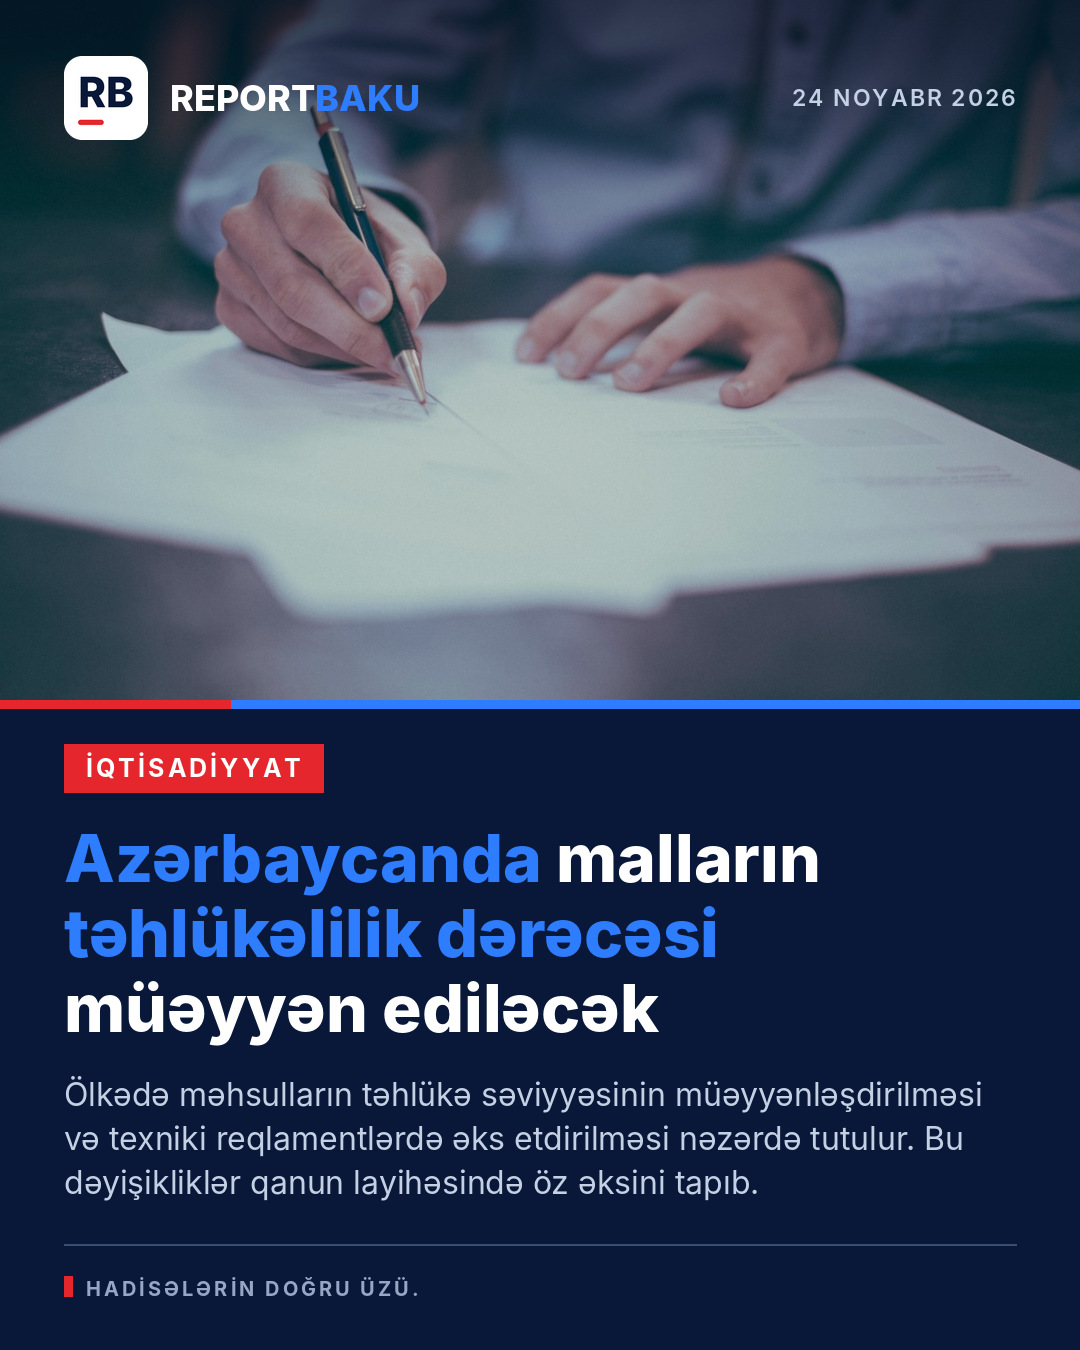 RB
REPORTBAKU
24 NOYABR 2026
İQTİSADİYYAT
Azərbaycanda malların
təhlükəlilik dərəcəsi
müəyyən ediləcək
Ölkədə məhsulların təhlükə səviyyəsinin müəyyənləşdirilməsi
və texniki reqlamentlərdə əks etdirilməsi nəzərdə tutulur. Bu
dəyişikliklər qanun layihəsində öz əksini tapıb.
HADİSƏLƏRİN DOĞRU ÜZÜ.